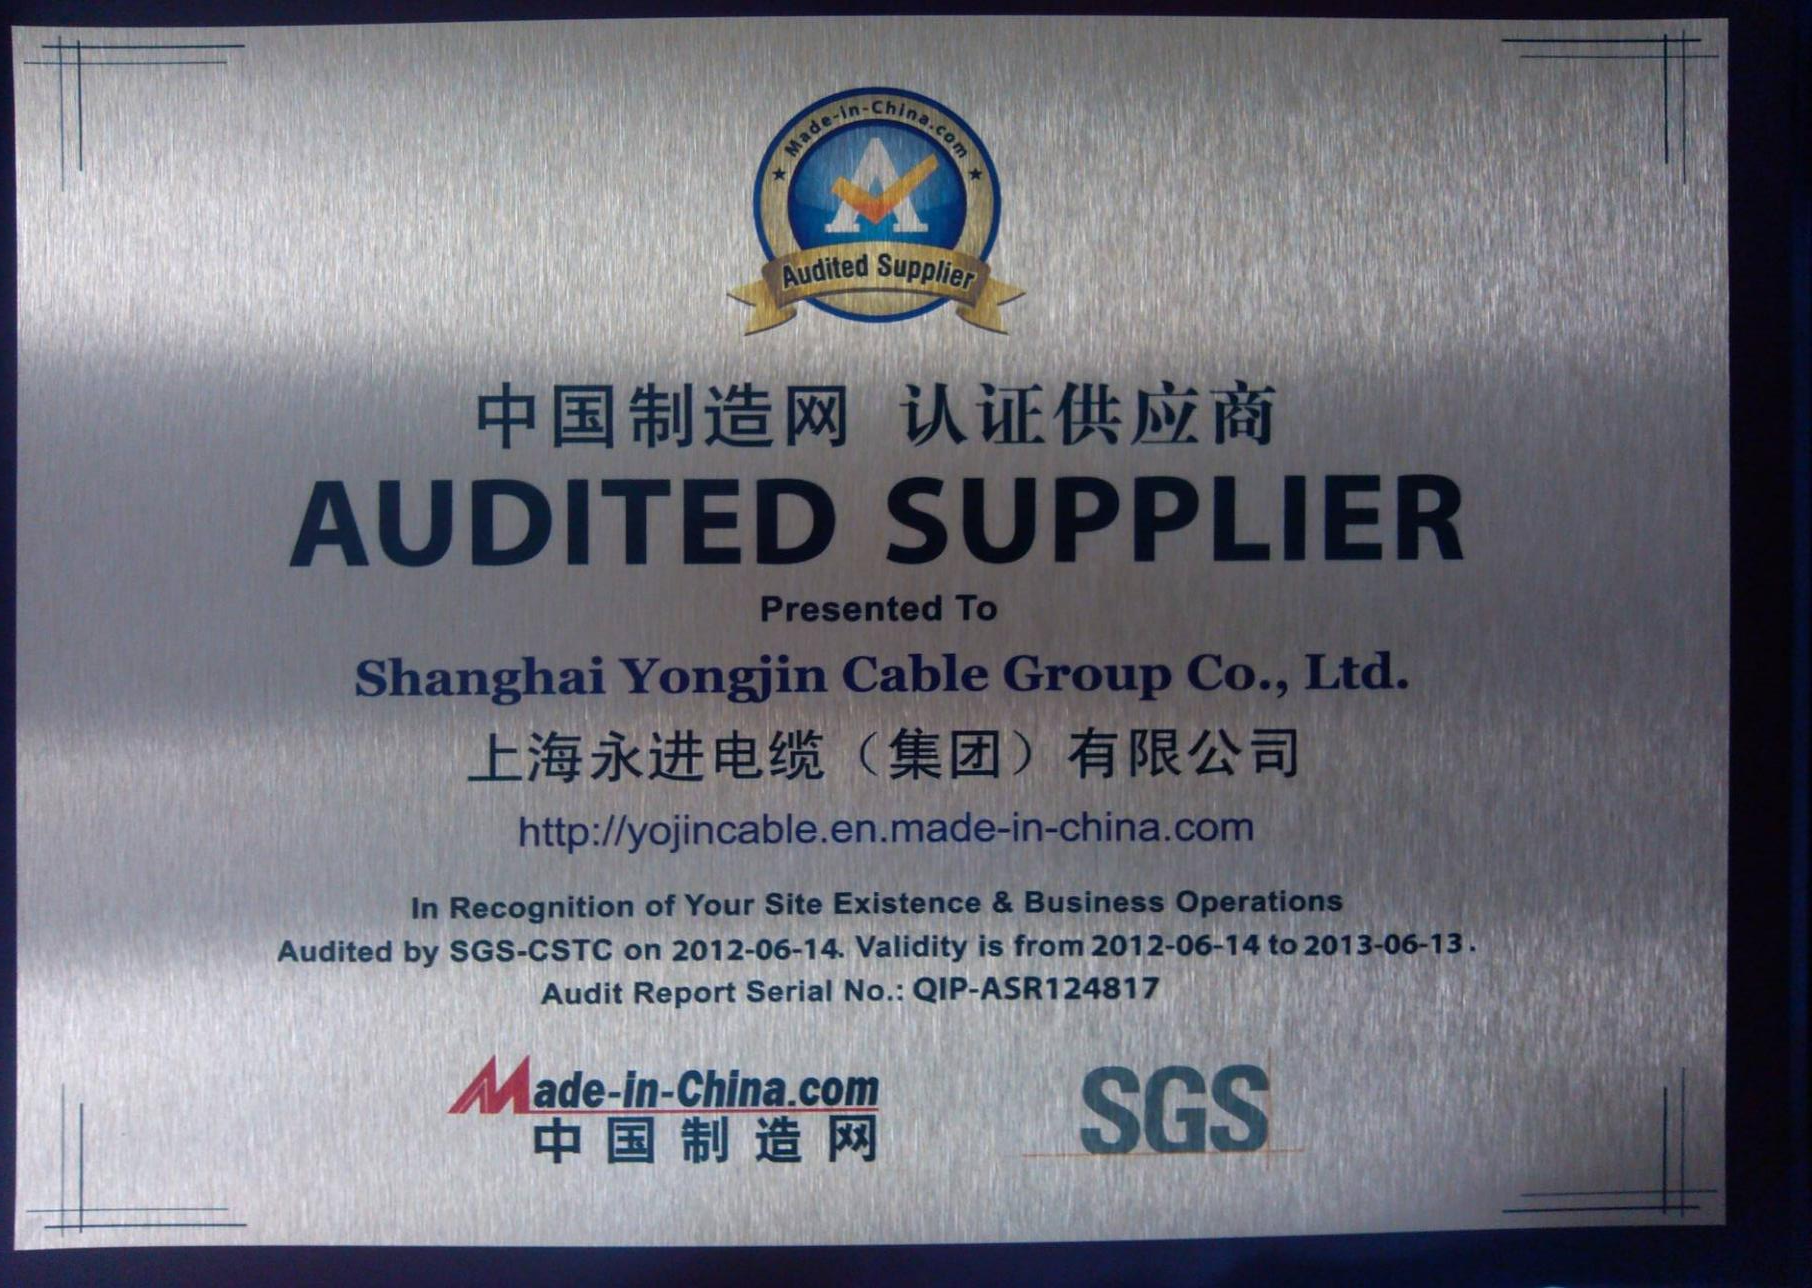 Made-in-China.com
Audited Supplier
中国制造网 认证供应商
AUDITED SUPPLIER
Presented To
Shanghai Yongjin Cable Group Co., Ltd.
上海永进电缆（集团）有限公司
http://yojincable.en.made-in-china.com
In Recognition of Your Site Existence & Business Operations
Audited by SGS-CSTC on 2012-06-14. Validity is from 2012-06-14 to 2013-06-13.
Audit Report Serial No.: QIP-ASR124817
Made-in-China.com
中国制造网
SGS